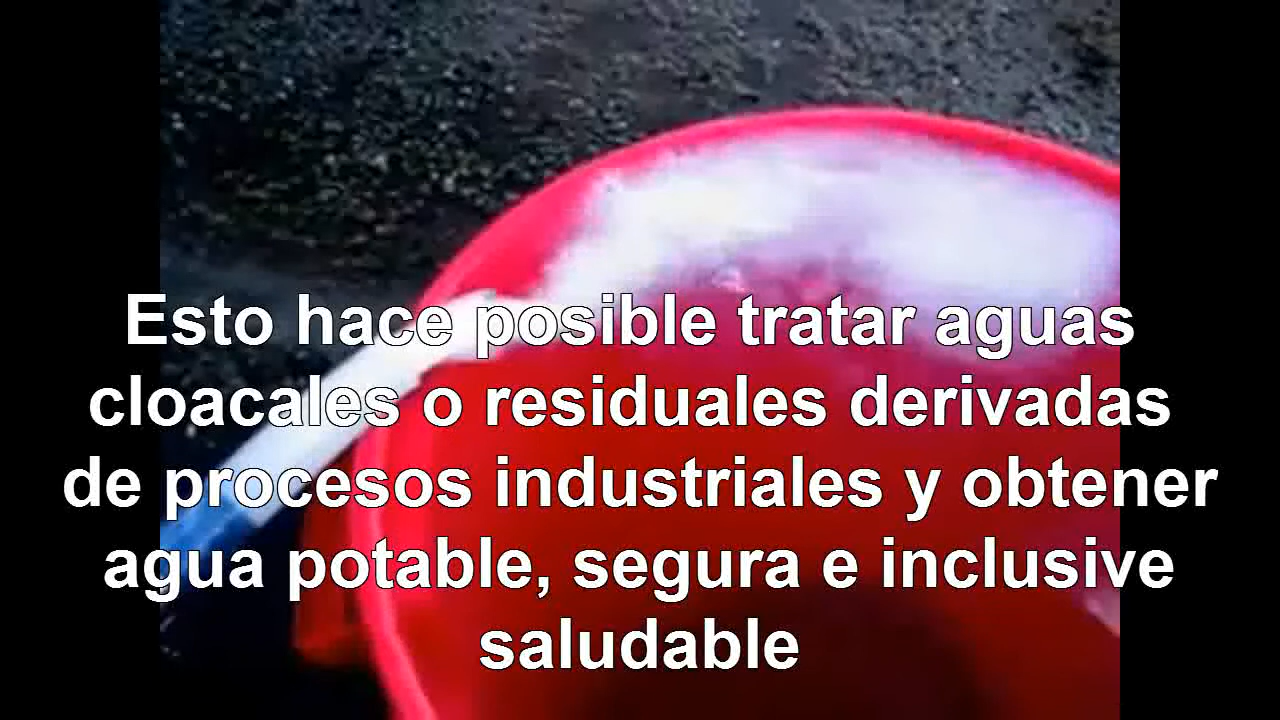 Esto hace posible tratar aguas
cloacales o residuales derivadas
de procesos industriales y obtener
agua potable, segura e inclusive
saludable